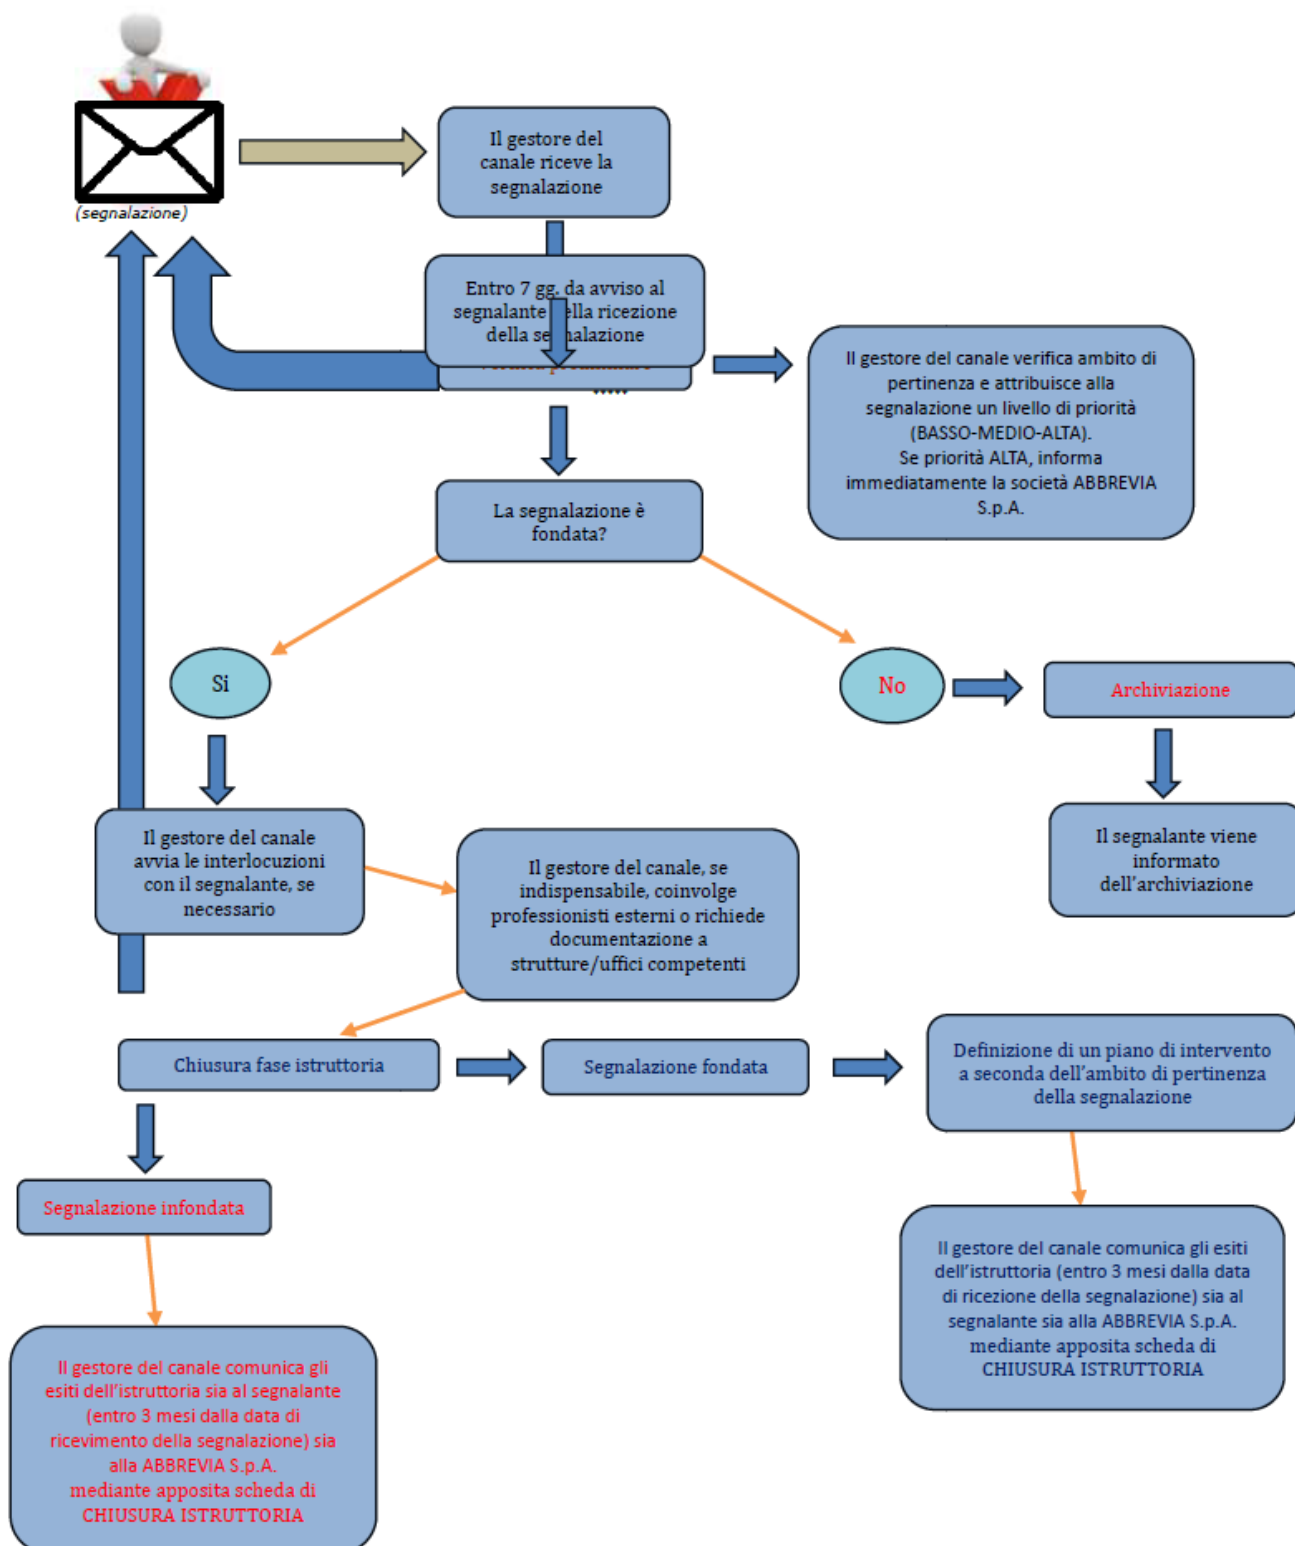 (segnalazione)
Il gestore del
canale riceve la
segnalazione
Entro 7 gg. da avviso al
segnalante della ricezione
della segnalazione
Il gestore del canale verifica ambito di
pertinenza e attribuisce alla
segnalazione un livello di priorità
(BASSO-MEDIO-ALTA).
Se priorità ALTA, informa
immediatamente la società ABBREVIA
S.p.A.
La segnalazione è
fondata?
Si
No
Archiviazione
Il segnalante viene
informato
dell'archiviazione
Il gestore del canale
avvia le interlocuzioni
con il segnalante, se
necessario
Il gestore del canale, se
indispensabile, coinvolge
professionisti esterni o richiede
documentazione a
strutture/uffici competenti
Chiusura fase istruttoria
Segnalazione fondata
Definizione di un piano di intervento
a seconda dell'ambito di pertinenza
della segnalazione
Segnalazione infondata
Il gestore del canale comunica gli esiti
dell'istruttoria (entro 3 mesi dalla data
di ricezione della segnalazione) sia al
segnalante sia alla ABBREVIA S.p.A.
mediante apposita scheda di
CHIUSURA ISTRUTTORIA
Il gestore del canale comunica gli
esiti dell'istruttoria sia al segnalante
(entro 3 mesi dalla data di
ricevimento della segnalazione) sia
alla ABBREVIA S.p.A.
mediante apposita scheda di
CHIUSURA ISTRUTTORIA